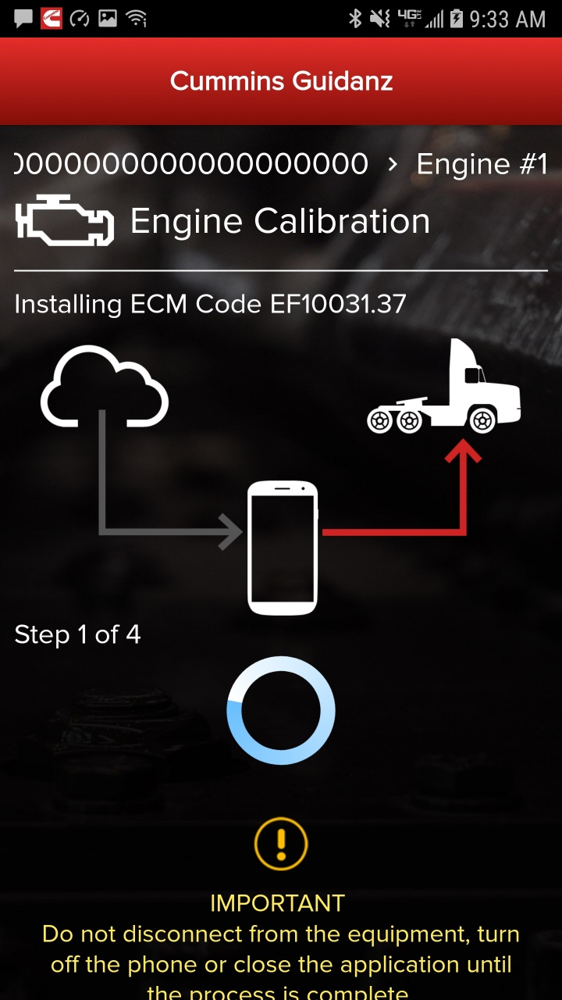 4G LTE 9:33 AM
Cummins Guidanz
0000000000000000000 > Engine #1
Engine Calibration
Installing ECM Code EF10031.37
Step 1 of 4
IMPORTANT
Do not disconnect from the equipment, turn
off the phone or close the application until
the process is complete